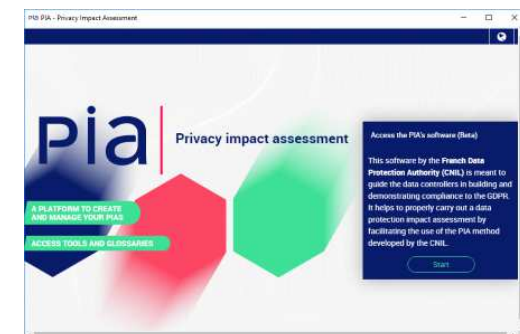 PIA PIA - Privacy Impact Assessment
pia
Privacy impact assessment
A PLATFORM TO CREATE
AND MANAGE YOUR PIAS
ACCESS TOOLS AND GLOSSARIES
Access the PIA's software (Beta)
This software by the French Data
Protection Authority (CNIL) is meant to
guide the data controllers in building and
demonstrating compliance to the GDPR.
It helps to properly carry out a data
protection impact assessment by
facilitating the use of the PIA method
developed by the CNIL.
Start